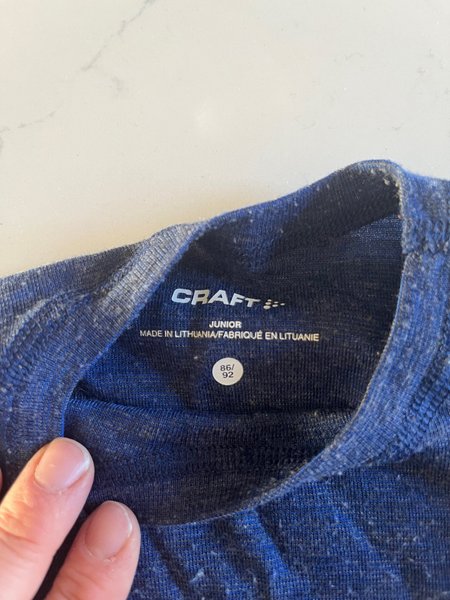 CRAFT
JUNIOR
MADE IN LITHUANIA/FABRIQUÉ EN LITUANIE
86/
92